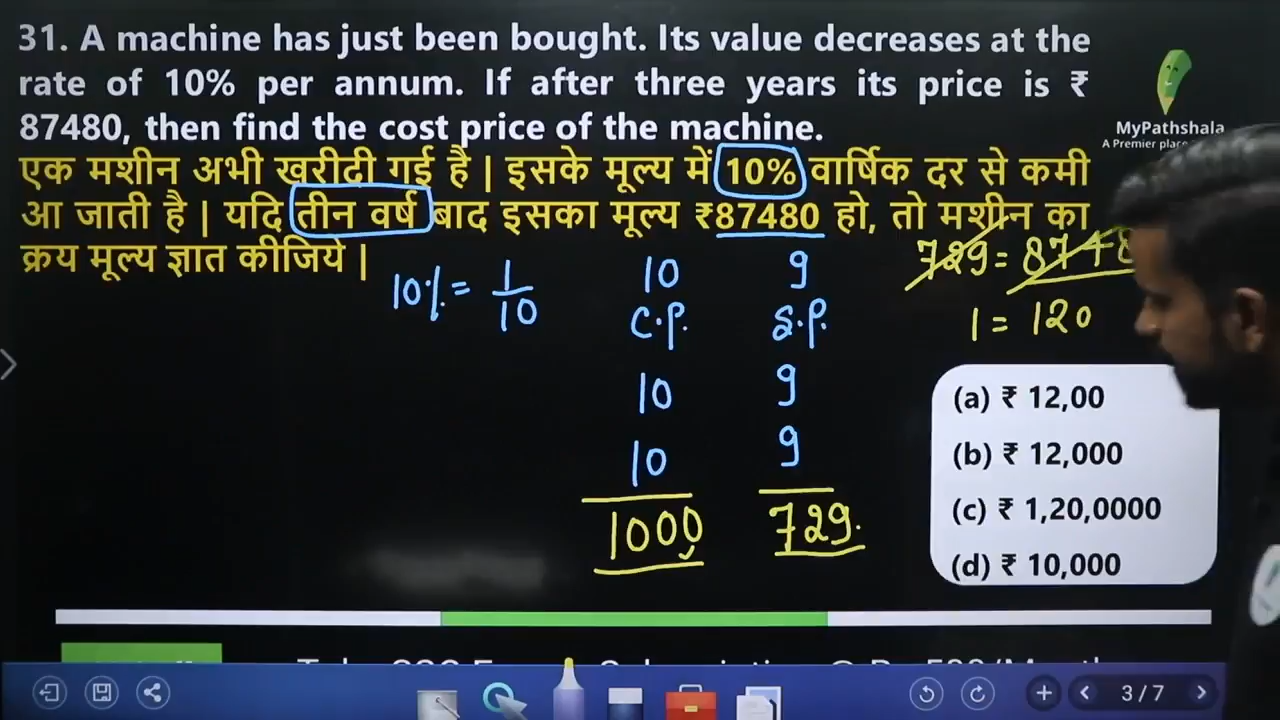 31. A machine has just been bought. Its value decreases at the
rate of 10% per annum. If after three years its price is ₹
87480, then find the cost price of the machine.
एक मशीन अभी खरीदी गई है | इसके मूल्य में 10% वार्षिक दर से कमी
आ जाती है | यदि तीन वर्ष बाद इसका मूल्य ₹87480 हो, तो मशीन का
क्रय मूल्य ज्ञात कीजिये |
MyPathshala
A Premier place
729 = 8748
10% = 1/10
10 9
C.P. S.P.
1 = 120
10 9
10 9
1000 729.
(a) ₹ 12,00
(b) ₹ 12,000
(c) ₹ 1,20,0000
(d) ₹ 10,000
3 / 7